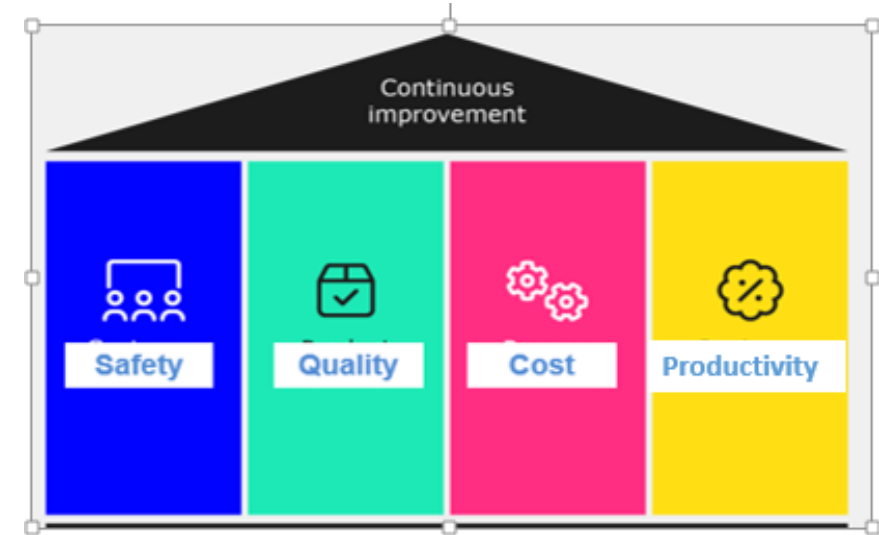 Continuous
improvement
Safety
Quality
Cost
Productivity